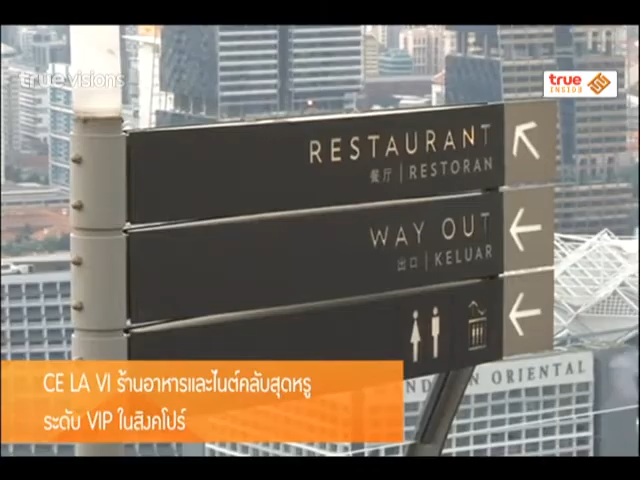 true visions
true
INSIDE
RESTAURANT
餐厅 | RESTORAN
WAY OUT
出口 | KELUAR
CE LA VI ร้านอาหารและไนต์คลับสุดหรู
ระดับ VIP ในสิงคโปร์
ORIENTAL